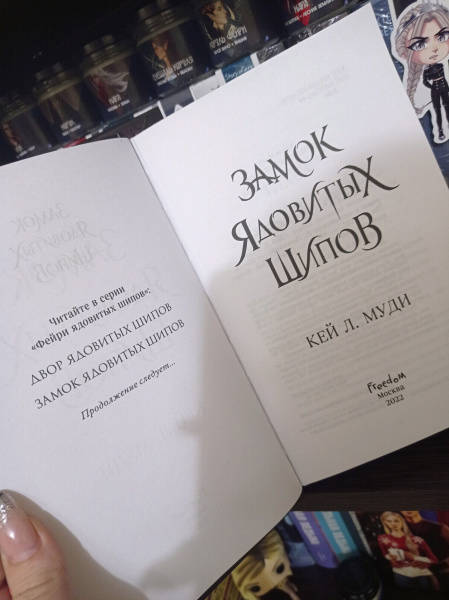 Читайте в серии
«Фейри ядовитых шипов»:
ДВОР ЯДОВИТЫХ ШИПОВ
ЗАМОК ЯДОВИТЫХ ШИПОВ
Продолжение следует...
ЗАМОК
ЯДОВИТЫХ
ШИПОВ
КЕЙ Л. МУДИ
Freedom
Москва
2022